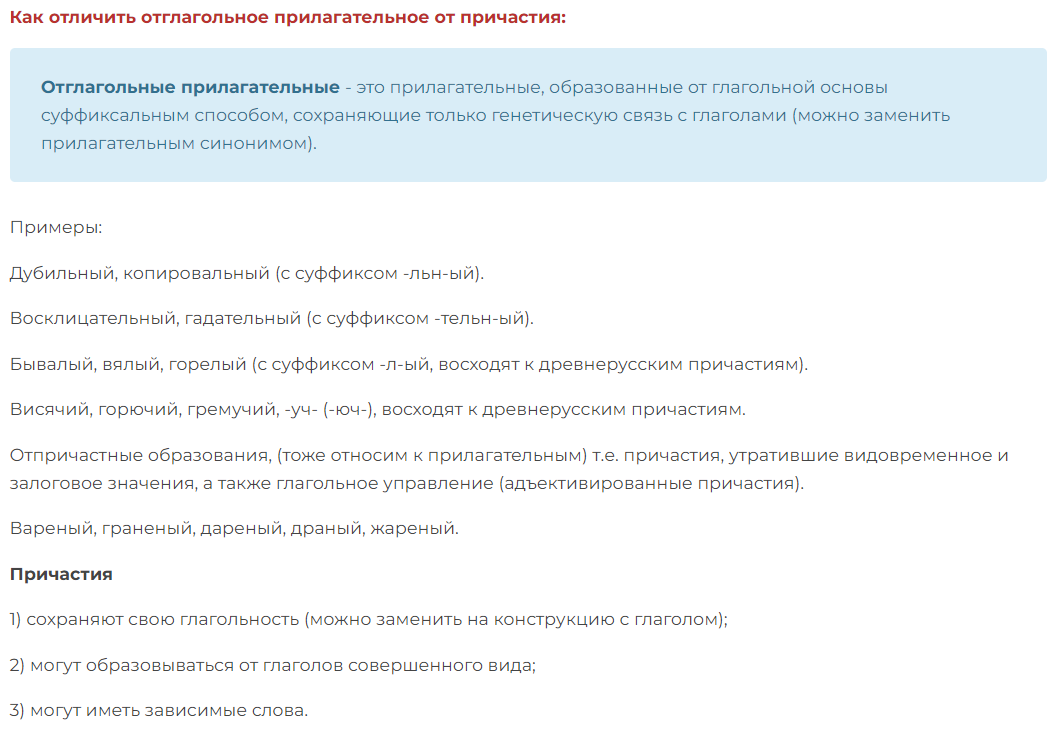 Как отличить отглагольное прилагательное от причастия:
Отглагольные прилагательные - это прилагательные, образованные от глагольной основы
суффиксальным способом, сохраняющие только генетическую связь с глаголами (можно заменить
прилагательным синонимом).
Примеры:
Дубильный, копировальный (с суффиксом -льн-ый).
Восклицательный, гадательный (с суффиксом -тельн-ый).
Бывалый, вялый, горелый (с суффиксом -л-ый, восходят к древнерусским причастиям).
Висячий, горючий, гремучий, -уч- (-юч-), восходят к древнерусским причастиям.
Отпричастные образования, (тоже относим к прилагательным) т.е. причастия, утратившие видовременное и
залоговое значения, а также глагольное управление (адъективированные причастия).
Вареный, граненый, дареный, драный, жареный.
Причастия
1) сохраняют свою глагольность (можно заменить на конструкцию с глаголом);
2) могут образовываться от глаголов совершенного вида;
3) могут иметь зависимые слова.